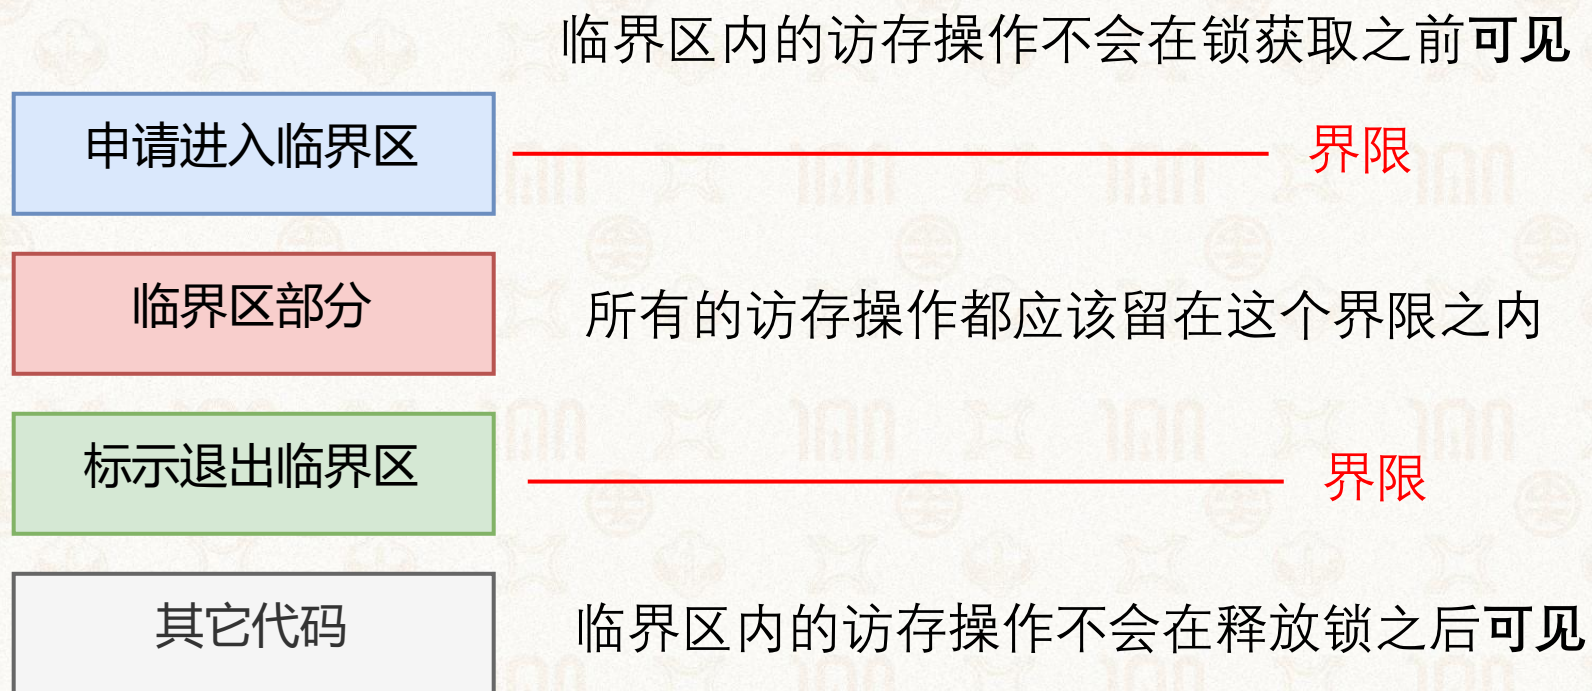 临界区内的访存操作不会在锁获取之前可见
申请进入临界区
界限
临界区部分
所有的访存操作都应该留在这个界限之内
标示退出临界区
界限
其它代码
临界区内的访存操作不会在释放锁之后可见